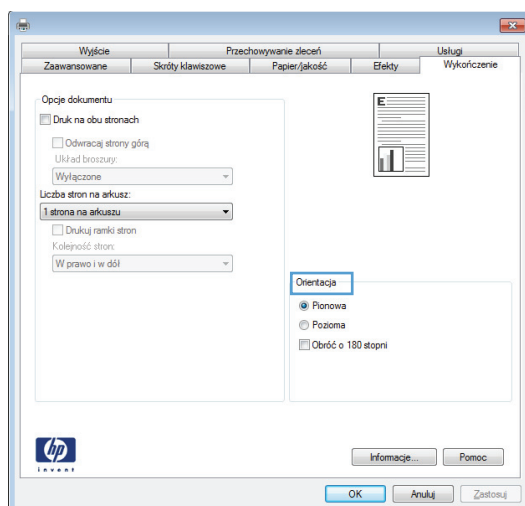 Wyjście Przechowywanie zleceń Usługi
Zaawansowane Skróty klawiszowe Papier/jakość Efekty Wykończenie
Opcje dokumentu
Druk na obu stronach
Odwracaj strony górą
Układ broszury:
Wyłączone
Liczba stron na arkusz:
1 strona na arkuszu
Drukuj ramki stron
Kolejność stron:
W prawo i w dół
E
Orientacja
Pionowa
Pozioma
Obróć o 180 stopni
hp
invent
Informacje... Pomoc
OK Anuluj Zastosuj